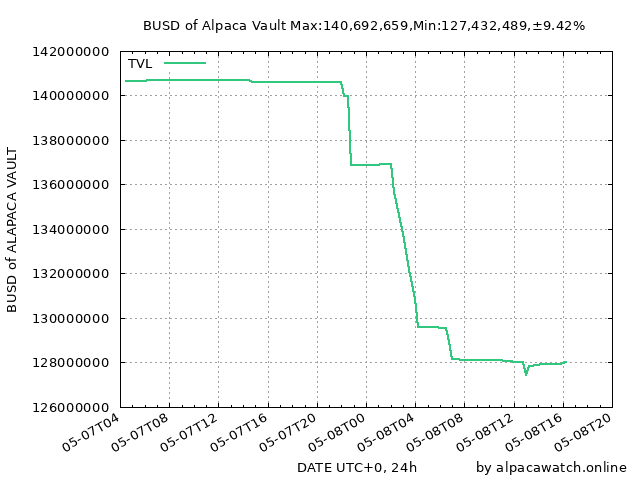 BUSD of Alpaca Vault Max:140,692,659,Min:127,432,489,±9.42%
TVL
142000000
140000000
138000000
136000000
134000000
132000000
130000000
128000000
126000000
BUSD of ALAPACA VAULT
05-07T04
05-07T08
05-07T12
05-07T16
05-07T20
05-08T00
05-08T04
05-08T08
05-08T12
05-08T16
05-08T20
DATE UTC+0, 24h
by alpacawatch.online